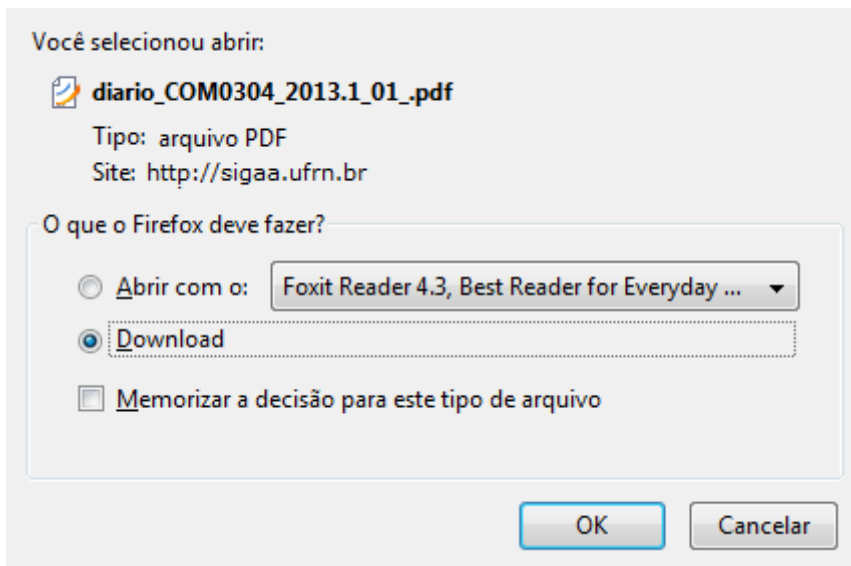 Você selecionou abrir:
diario_COM0304_2013.1_01_.pdf
Tipo: arquivo PDF
Site: http://sigaa.ufrn.br
O que o Firefox deve fazer?
Abrir com o: Foxit Reader 4.3, Best Reader for Everyday ...
Download
Memorizar a decisão para este tipo de arquivo
OK Cancelar